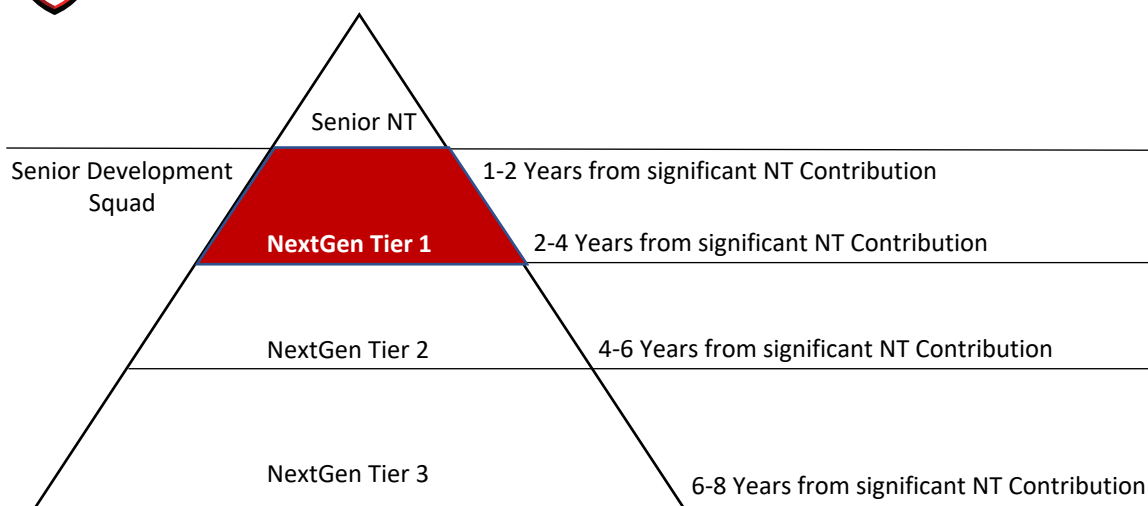 Senior NT
Senior Development
Squad
1-2 Years from significant NT Contribution
NextGen Tier 1
2-4 Years from significant NT Contribution
NextGen Tier 2
4-6 Years from significant NT Contribution
NextGen Tier 3
6-8 Years from significant NT Contribution